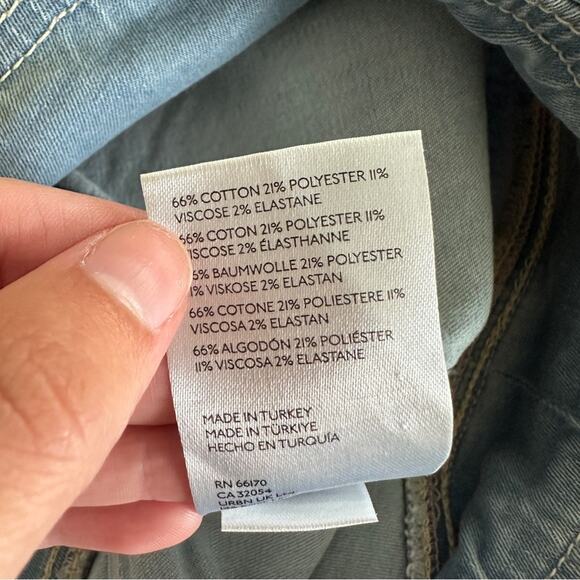 66% COTTON 21% POLYESTER 11%
VISCOSE 2% ELASTANE
66% COTON 21% POLYESTER 11%
VISCOSE 2% ÉLASTHANNE
BAUMWOLLE 21% POLYESTER
VISKOSE 2% ELASTAN
66% COTONE 21% POLIESTERE 11%
VISCOSA 2% ELASTAN
66% ALGODÓN 21% POLIÉSTER
11% VISCOSA 2% ELASTANE
MADE IN TURKEY
MADE IN TÜRKIYE
HECHO EN TURQUÍA
RN 66170
CA 32054
URBN UK